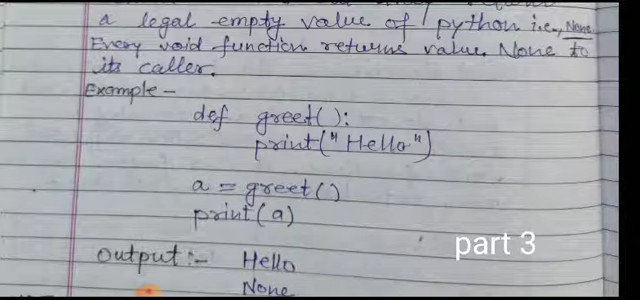 a legal empty value of python i.e., None
Every void function returns value None to
its caller.
Example -
def greet():
print("Hello")
a = greet()
print(a)
part 3
Output :- Hello
None